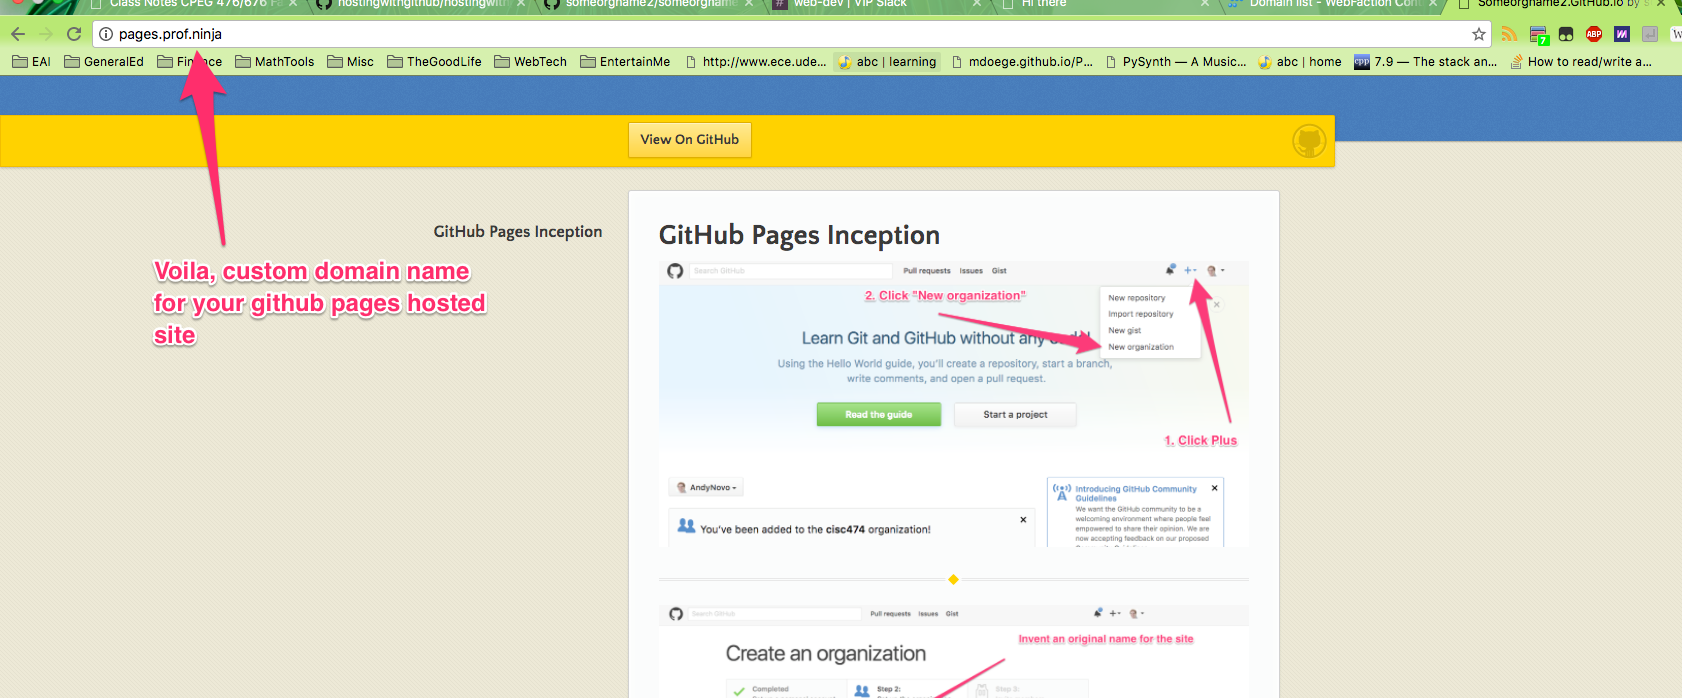 Class Notes CPEG 476/676 Fa
hostingwithgithub/hostingwith
someorgname2/someorgname
web-dev | VIP Slack
Hi there
Domain list - WebFaction Con
Someorgname2.GitHub.io by s
pages.prof.ninja
ABP
7
EAI
GeneralEd
Finance
MathTools
Misc
TheGoodLife
WebTech
EntertainMe
http://www.ece.ude...
abc | learning
mdoege.github.io/P...
PySynth — A Music...
abc | home
cpp
7.9 — The stack an...
How to read/write a...
View On GitHub
GitHub Pages Inception
Voila, custom domain name
for your github pages hosted
site
GitHub Pages Inception
Search GitHub
Pull requests
Issues
Gist
2. Click "New organization"
New repository
Import repository
New gist
New organization
Learn Git and GitHub without any code!
Using the Hello World guide, you'll create a repository, start a branch,
write comments, and open a pull request.
Read the guide
Start a project
1. Click Plus
AndyNovo
You've been added to the cisc474 organization!
Introducing GitHub Community
Guidelines
We want the GitHub community to be a
welcoming environment where people feel
empowered to share their opinion. We are
now accepting feedback on our proposed
Search GitHub
Pull requests
Issues
Gist
Invent an original name for the site
Create an organization
Completed
Step 2:
Step 3: